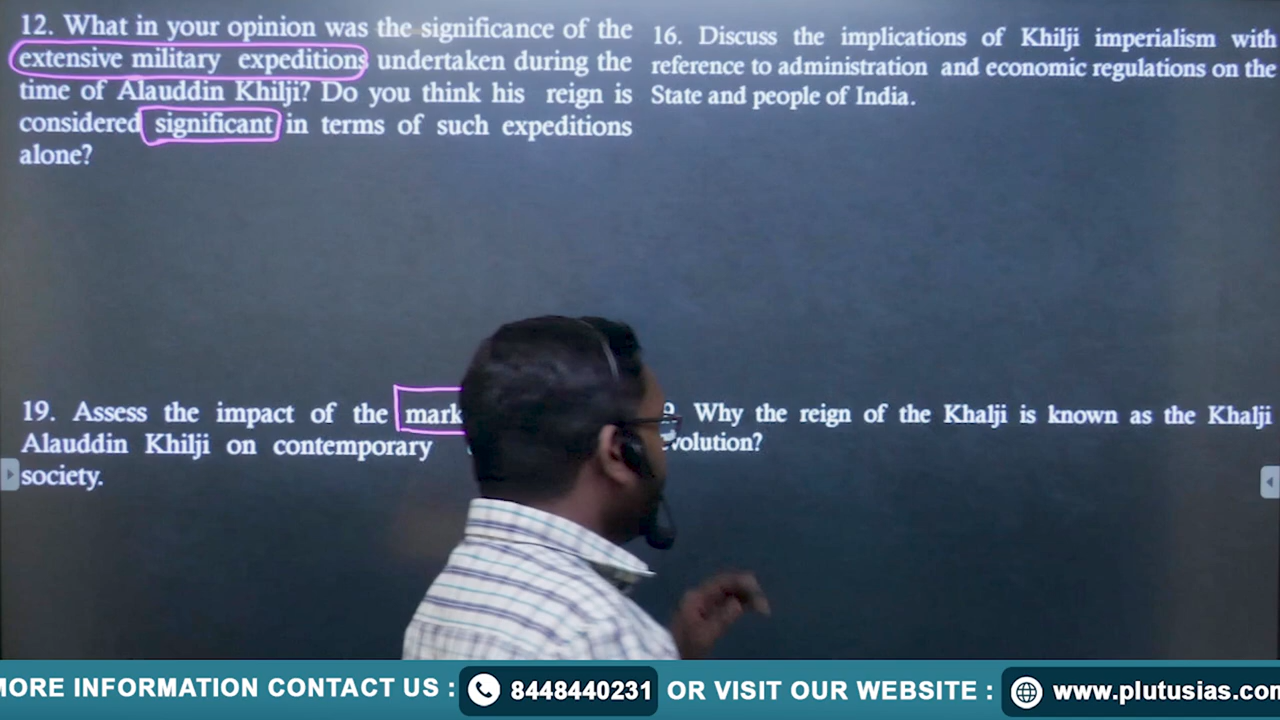 12. What in your opinion was the significance of the
extensive military expeditions undertaken during the
time of Alauddin Khilji? Do you think his reign is
considered significant in terms of such expeditions
alone?
16. Discuss the implications of Khilji imperialism with
reference to administration and economic regulations on the
State and people of India.
19. Assess the impact of the mark
Alauddin Khilji on contemporary
society.
Why the reign of the Khalji is known as the Khalji
evolution?
MORE INFORMATION CONTACT US : 8448440231 OR VISIT OUR WEBSITE : www.plutusias.com